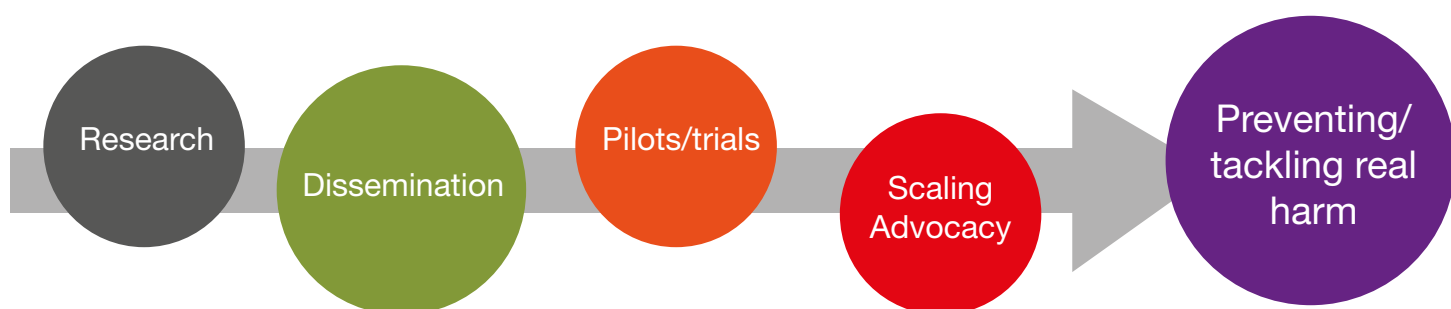 Research
Dissemination
Pilots/trials
Scaling
Advocacy
Preventing/
tackling real
harm